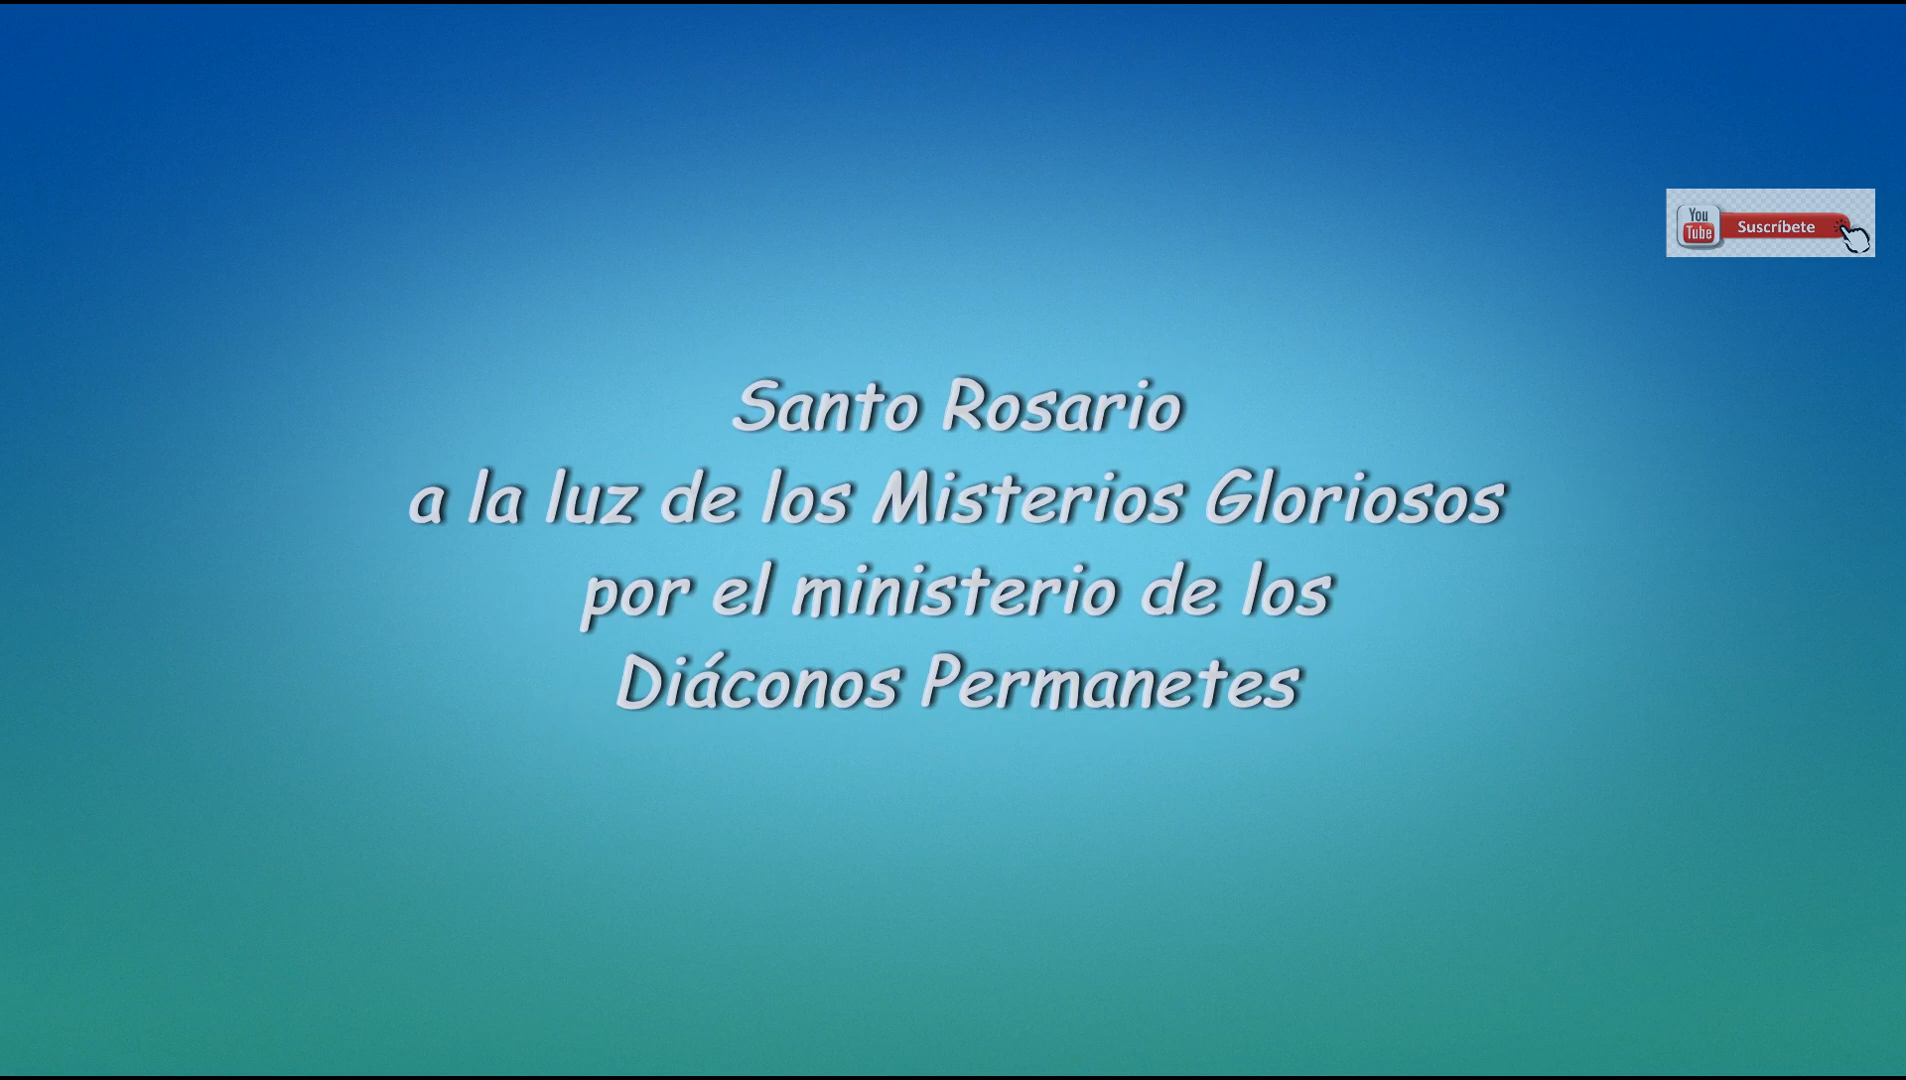 You
Tube
Suscríbete
Santo Rosario
a la luz de los Misterios Gloriosos
por el ministerio de los
Diáconos Permanetes